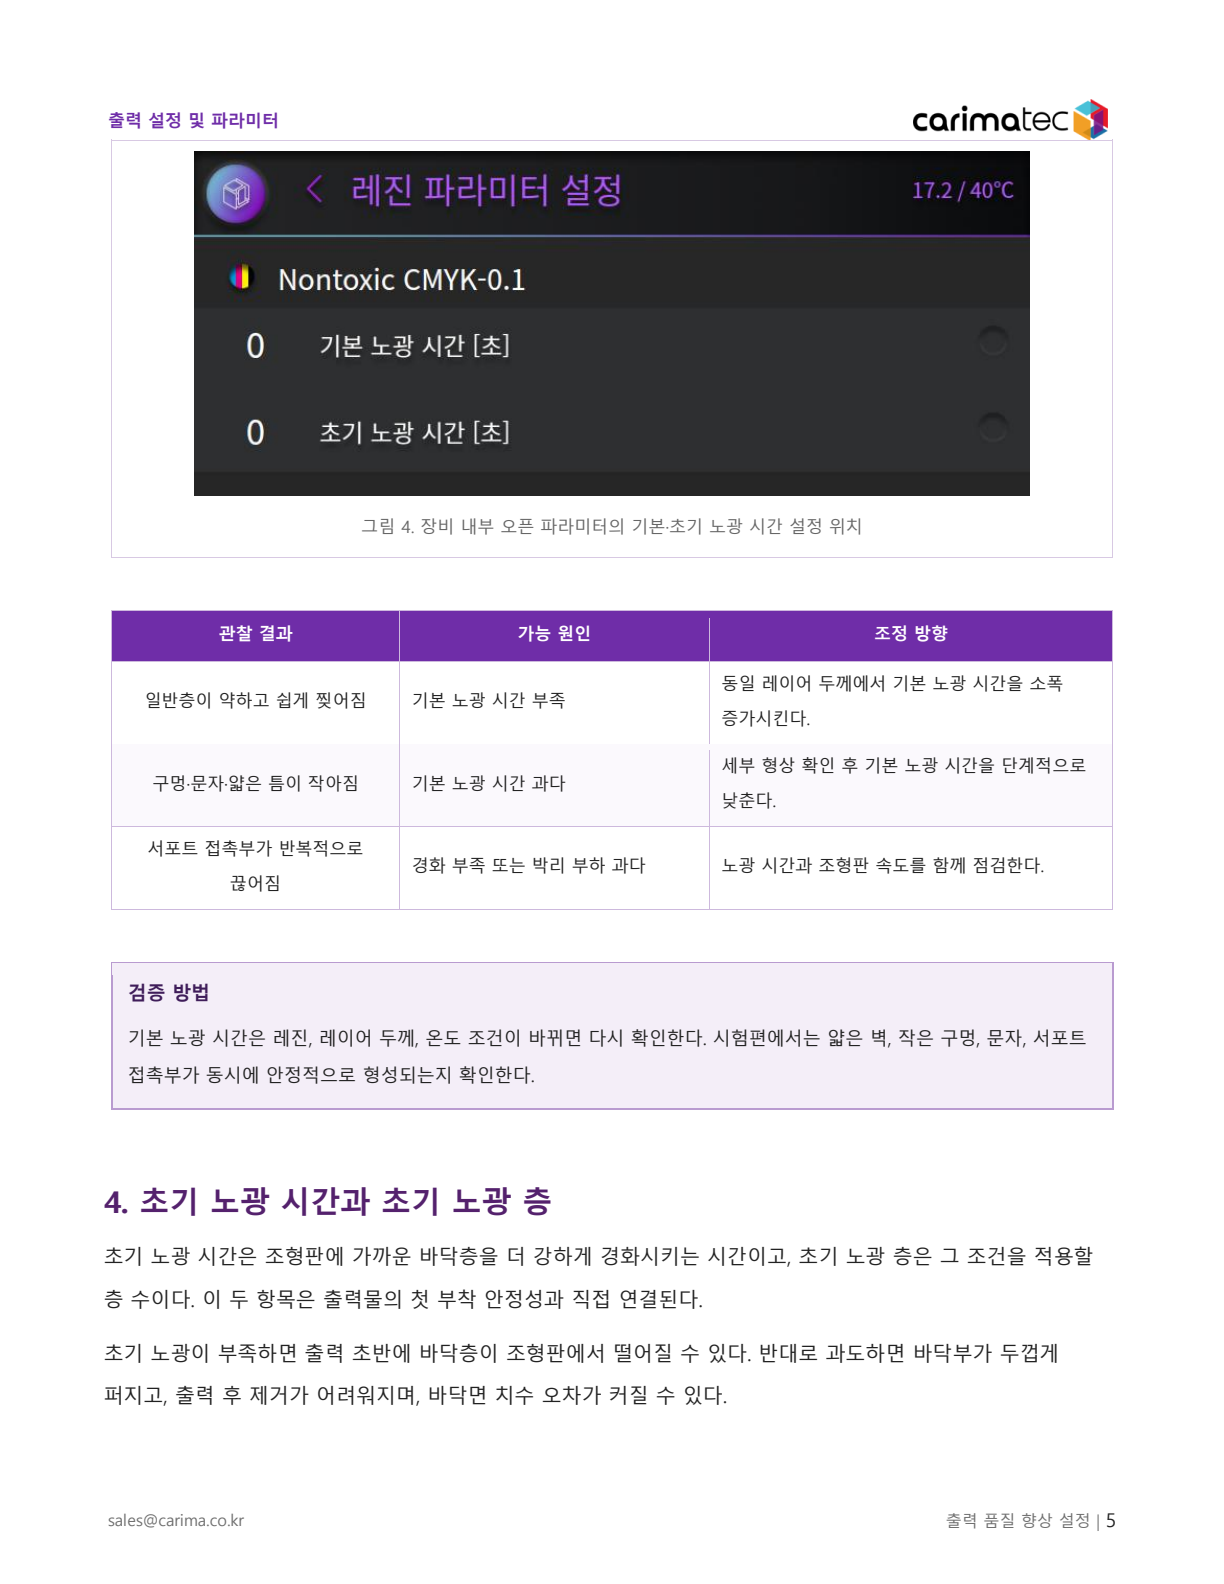 출력 설정 및 파라미터
carimatec
레진 파라미터 설정
17.2 / 40℃
Nontoxic CMYK-0.1
0 기본 노광 시간 [초]
0 초기 노광 시간 [초]
그림 4. 장비 내부 오픈 파라미터의 기본·초기 노광 시간 설정 위치
관찰 결과 가능 원인 조정 방향
일반층이 약하고 쉽게 찢어짐
기본 노광 시간 부족
동일 레이어 두께에서 기본 노광 시간을 소폭
증가시킨다.
구멍·문자·얇은 틈이 작아짐
기본 노광 시간 과다
세부 형상 확인 후 기본 노광 시간을 단계적으로
낮춘다.
서포트 접촉부가 반복적으로
끊어짐
경화 부족 또는 박리 부하 과다
노광 시간과 조형판 속도를 함께 점검한다.
검증 방법
기본 노광 시간은 레진, 레이어 두께, 온도 조건이 바뀌면 다시 확인한다. 시험편에서는 얇은 벽, 작은 구멍, 문자, 서포트
접촉부가 동시에 안정적으로 형성되는지 확인한다.
4. 초기 노광 시간과 초기 노광 층
초기 노광 시간은 조형판에 가까운 바닥층을 더 강하게 경화시키는 시간이고, 초기 노광 층은 그 조건을 적용할
층 수이다. 이 두 항목은 출력물의 첫 부착 안정성과 직접 연결된다.
초기 노광이 부족하면 출력 초반에 바닥층이 조형판에서 떨어질 수 있다. 반대로 과도하면 바닥부가 두껍게
퍼지고, 출력 후 제거가 어려워지며, 바닥면 치수 오차가 커질 수 있다.
sales@carima.co.kr
출력 품질 향상 설정 | 5